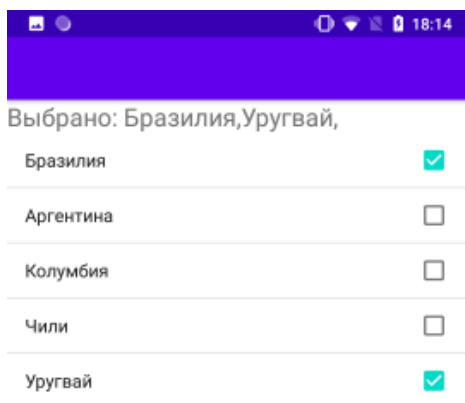 18:14
Выбрано: Бразилия,Уругвай,
Бразилия
Аргентина
Колумбия
Чили
Уругвай